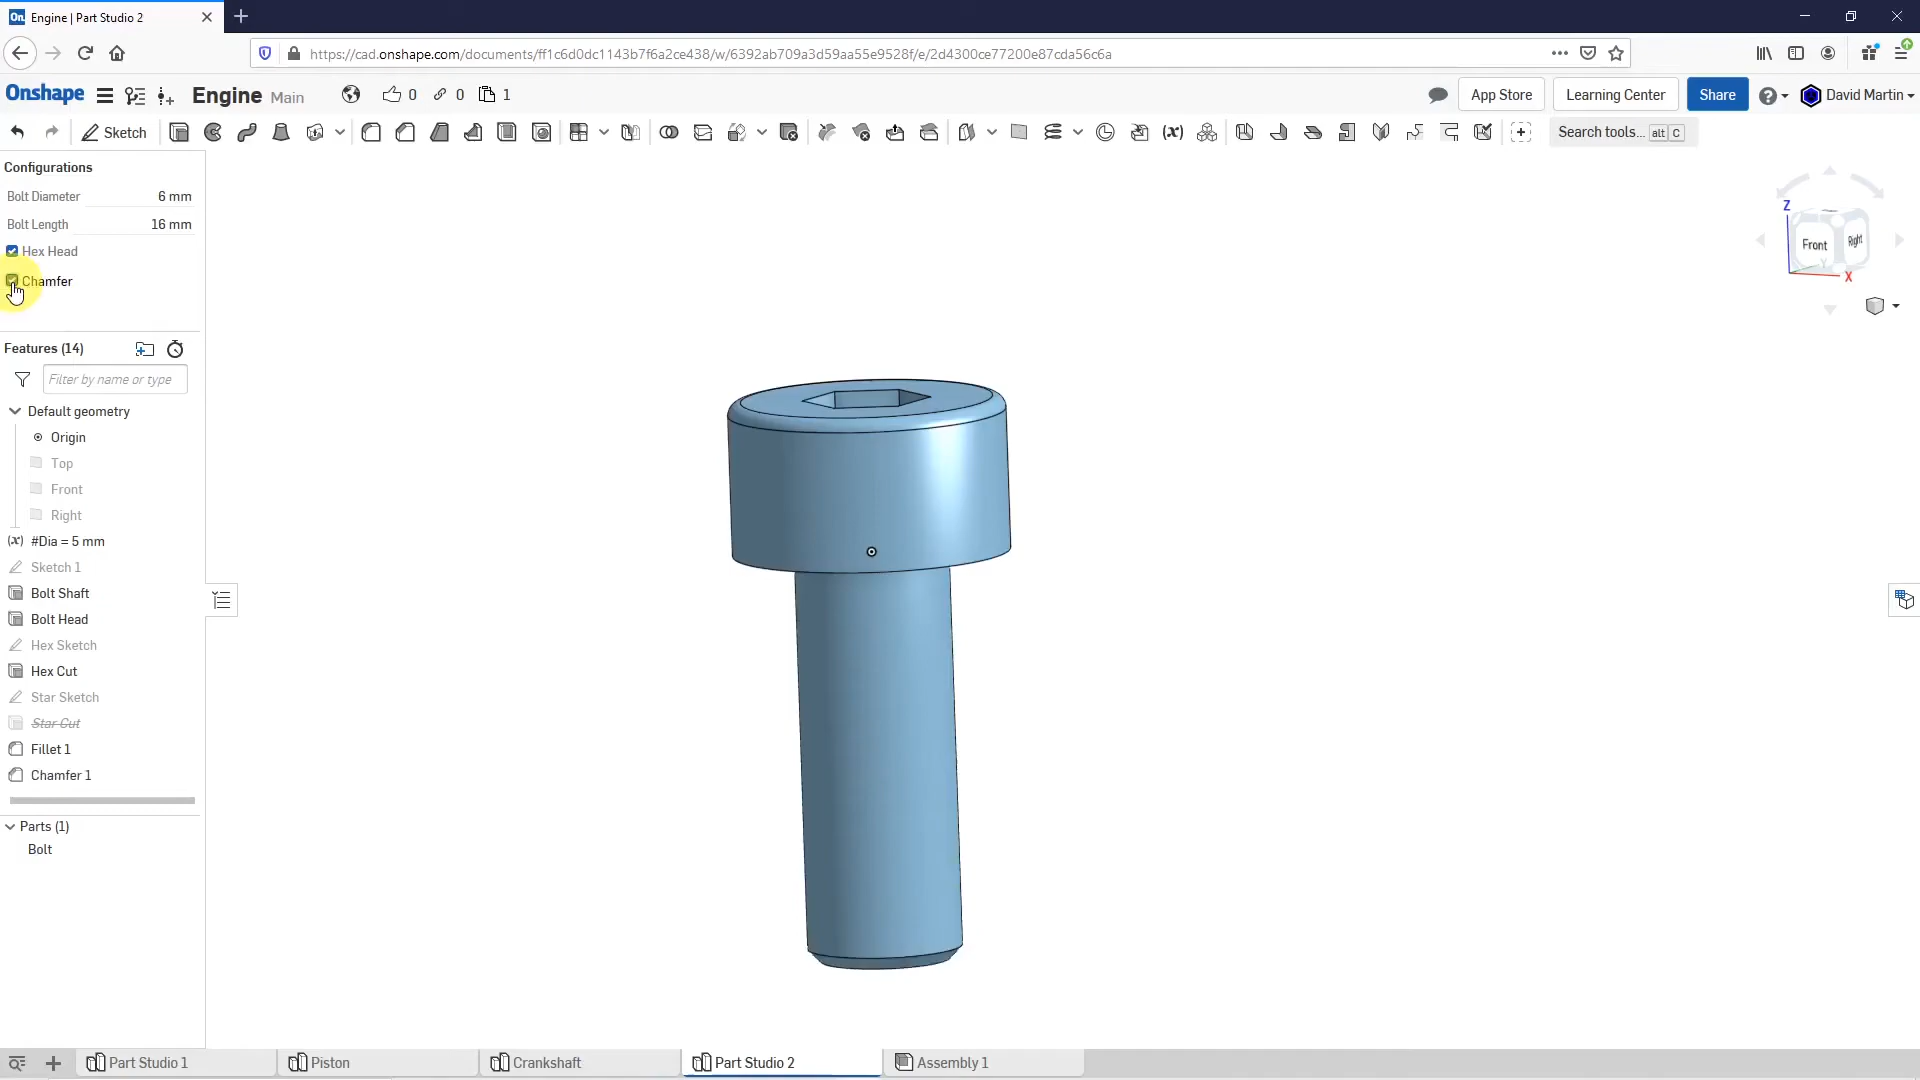 Engine | Part Studio 2
https://cad.onshape.com/documents/ff1c6d0dc1143b7f6a2ce438/w/6392ab709a3d59aa55e9528f/e/2d4300ce77200e87cda56c6a
Onshape Engine Main 0 0 1 App Store Learning Center Share David Martin
Sketch Search tools... alt C
Configurations
Bolt Diameter 6 mm
Bolt Length 16 mm
Hex Head
Chamfer
Features (14)
Filter by name or type
Default geometry
Origin
Top
Front
Right
#Dia = 5 mm
Sketch 1
Bolt Shaft
Bolt Head
Hex Sketch
Hex Cut
Star Sketch
Star Cut
Fillet 1
Chamfer 1
Parts (1)
Bolt
Z
Front Right
Y
X
Part Studio 1 Piston Crankshaft Part Studio 2 Assembly 1